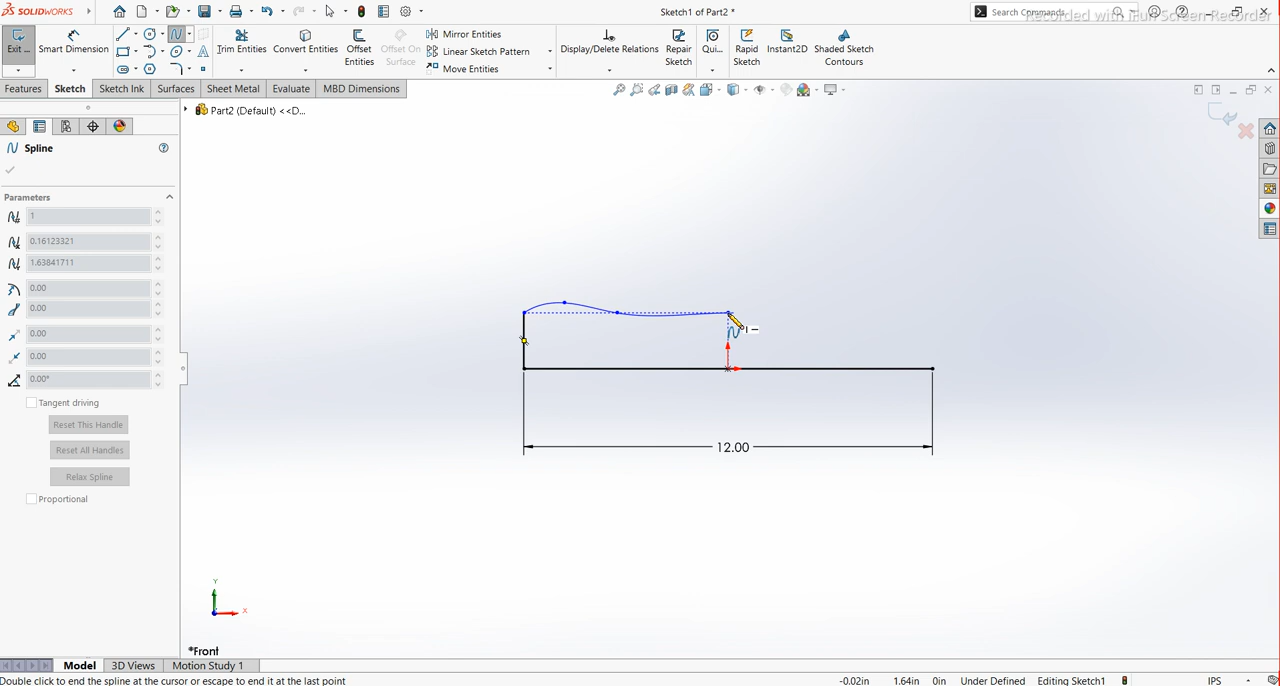 SOLIDWORKS
Sketch1 of Part2 *
Search Commands
Recorded with iFun Screen Recorder
Exit ...
Smart Dimension
Trim Entities
Convert Entities
Offset Entities
Offset On Surface
Mirror Entities
Linear Sketch Pattern
Move Entities
Display/Delete Relations
Repair Sketch
Qui...
Rapid Sketch
Instant2D
Shaded Sketch Contours
Features
Sketch
Sketch Ink
Surfaces
Sheet Metal
Evaluate
MBD Dimensions
Part2 (Default) <<D...
Spline
Parameters
1
0.16123321
1.63841711
0.00
0.00
0.00
0.00
0.00°
Tangent driving
Reset This Handle
Reset All Handles
Relax Spline
Proportional
12.00
Y
X
*Front
Model
3D Views
Motion Study 1
Double click to end the spline at the cursor or escape to end it at the last point
-0.02in
1.64in
0in
Under Defined
Editing Sketch1
IPS